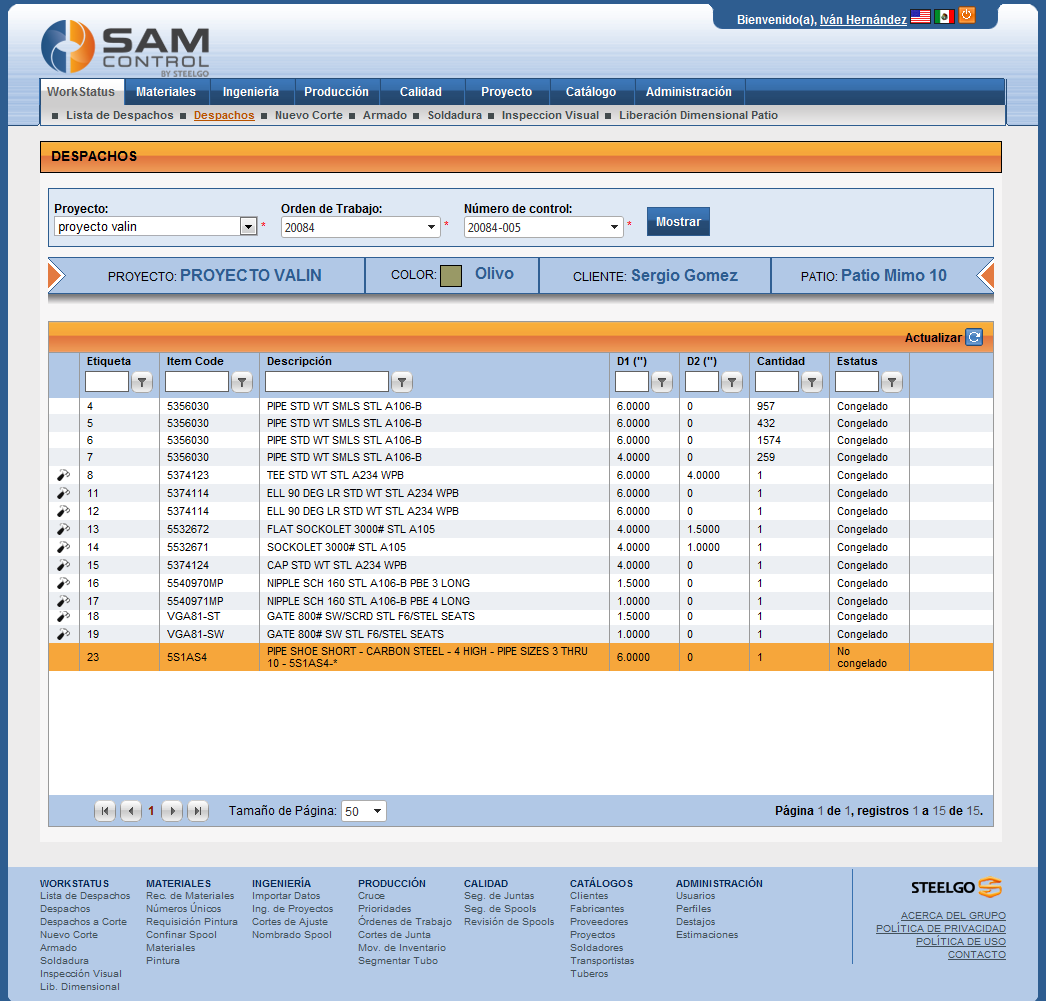 Bienvenido(a), Iván Hernández
SAM
CONTROL
BY STEELGO
WorkStatus Materiales Ingeniería Producción Calidad Proyecto Catálogo Administración
Lista de Despachos Despachos Nuevo Corte Armado Soldadura Inspeccion Visual Liberación Dimensional Patio
DESPACHOS
Proyecto: Orden de Trabajo: Número de control:
proyecto valin * 20084 * 20084-005 * Mostrar
PROYECTO: PROYECTO VALIN COLOR: Olivo CLIENTE: Sergio Gomez PATIO: Patio Mimo 10
Actualizar
Etiqueta Item Code Descripción D1 (") D2 (") Cantidad Estatus
4 5356030 PIPE STD WT SMLS STL A106-B 6.0000 0 957 Congelado
5 5356030 PIPE STD WT SMLS STL A106-B 6.0000 0 432 Congelado
6 5356030 PIPE STD WT SMLS STL A106-B 6.0000 0 1574 Congelado
7 5356030 PIPE STD WT SMLS STL A106-B 4.0000 0 259 Congelado
8 5374123 TEE STD WT STL A234 WPB 6.0000 4.0000 1 Congelado
11 5374114 ELL 90 DEG LR STD WT STL A234 WPB 6.0000 0 1 Congelado
12 5374114 ELL 90 DEG LR STD WT STL A234 WPB 6.0000 0 1 Congelado
13 5532672 FLAT SOCKOLET 3000# STL A105 4.0000 1.5000 1 Congelado
14 5532671 SOCKOLET 3000# STL A105 4.0000 1.0000 1 Congelado
15 5374124 CAP STD WT STL A234 WPB 4.0000 0 1 Congelado
16 5540970MP NIPPLE SCH 160 STL A106-B PBE 3 LONG 1.5000 0 1 Congelado
17 5540971MP NIPPLE SCH 160 STL A106-B PBE 4 LONG 1.0000 0 1 Congelado
18 VGA81-ST GATE 800# SW/SCRD STL F6/STEL SEATS 1.5000 0 1 Congelado
19 VGA81-SW GATE 800# SW STL F6/STEL SEATS 1.0000 0 1 Congelado
23 5S1AS4 PIPE SHOE SHORT - CARBON STEEL - 4 HIGH - PIPE SIZES 3 THRU 6.0000 0 1 No
10 - 5S1AS4-* congelado
1 Tamaño de Página: 50 Página 1 de 1, registros 1 a 15 de 15.
WORKSTATUS MATERIALES INGENIERÍA PRODUCCIÓN CALIDAD CATÁLOGOS ADMINISTRACIÓN STEELGO
Lista de Despachos Rec. de Materiales Importar Datos Cruce Seg. de Juntas Clientes Usuarios
Despachos Números Únicos Ing. de Proyectos Prioridades Seg. de Spools Fabricantes Perfiles
Despachos a Corte Requisición Pintura Cortes de Ajuste Órdenes de Trabajo Revisión de Spools Proveedores Destajos ACERCA DEL GRUPO
Nuevo Corte Confinar Spool Nombrado Spool Cortes de Junta Proyectos Estimaciones POLÍTICA DE PRIVACIDAD
Armado Materiales Mov. de Inventario Soldadores POLÍTICA DE USO
Soldadura Pintura Segmentar Tubo Transportistas CONTACTO
Inspección Visual Tuberos
Lib. Dimensional